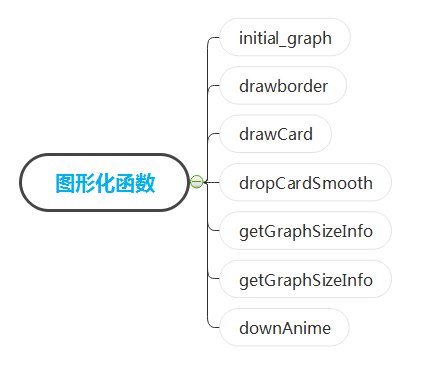 图形化函数
initial_graph
drawborder
drawCard
dropCardSmooth
getGraphSizeInfo
getGraphSizeInfo
downAnime